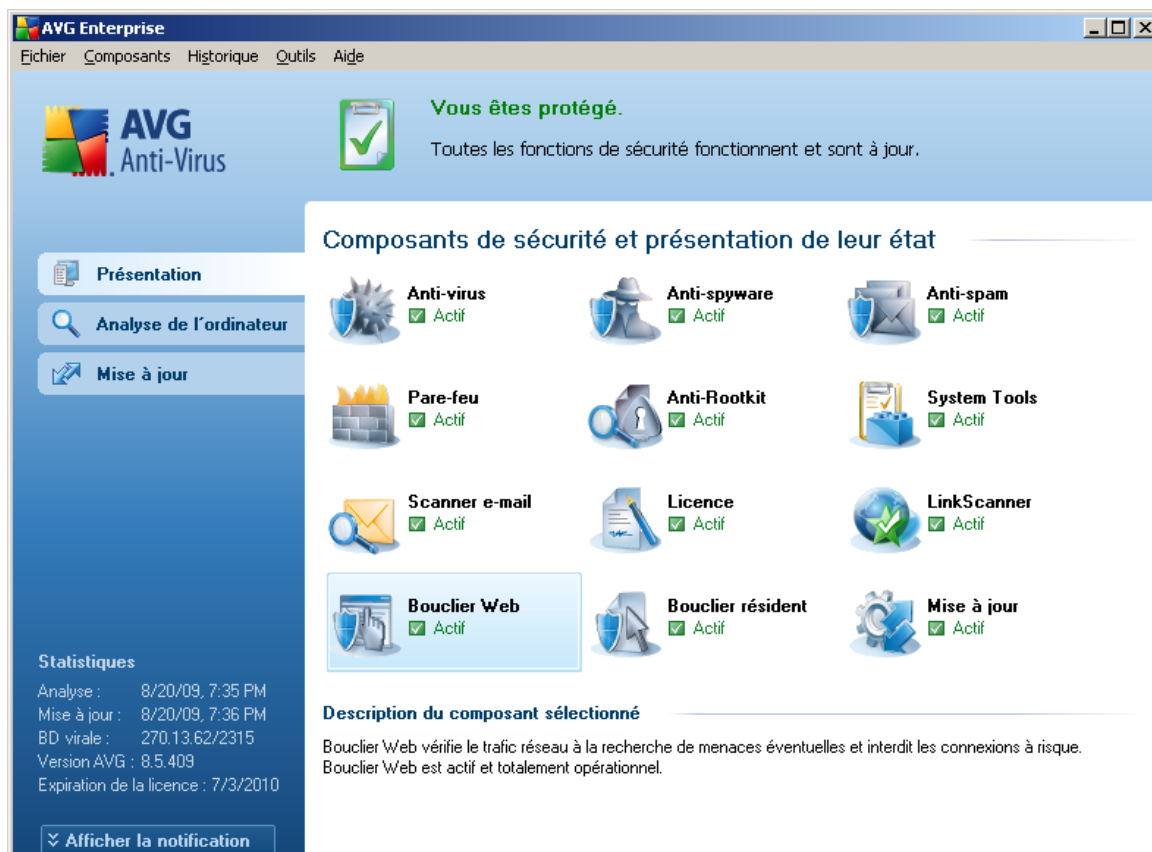 AVG Enterprise
Fichier Composants Historique Outils Aide
AVG
Anti-Virus
Vous êtes protégé.
Toutes les fonctions de sécurité fonctionnent et sont à jour.
Présentation
Analyse de l´ordinateur
Mise à jour
Composants de sécurité et présentation de leur état
Anti-virus
Actif
Anti-spyware
Actif
Anti-spam
Actif
Pare-feu
Actif
Anti-Rootkit
Actif
System Tools
Actif
Scanner e-mail
Actif
Licence
Actif
LinkScanner
Actif
Bouclier Web
Actif
Bouclier résident
Actif
Mise à jour
Actif
Statistiques
Analyse : 8/20/09, 7:35 PM
Mise à jour : 8/20/09, 7:36 PM
BD virale : 270.13.62/2315
Version AVG : 8.5.409
Expiration de la licence : 7/3/2010
Afficher la notification
Description du composant sélectionné
Bouclier Web vérifie le trafic réseau à la recherche de menaces éventuelles et interdit les connexions à risque.
Bouclier Web est actif et totalement opérationnel.